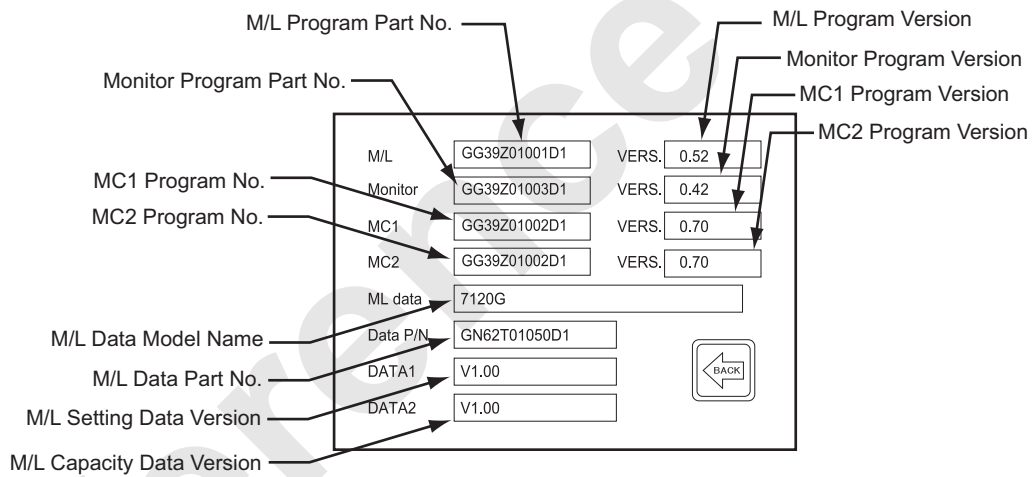 M/L Program Part No.
M/L Program Version
Monitor Program Version
Monitor Program Part No.
MC1 Program Version
MC2 Program Version
M/L GG39Z01001D1 VERS. 0.52
MC1 Program No.
Monitor GG39Z01003D1 VERS. 0.42
MC2 Program No.
MC1 GG39Z01002D1 VERS. 0.70
MC2 GG39Z01002D1 VERS. 0.70
ML data 7120G
M/L Data Model Name
Data P/N GN62T01050D1
BACK
M/L Data Part No.
DATA1 V1.00
M/L Setting Data Version
DATA2 V1.00
M/L Capacity Data Version